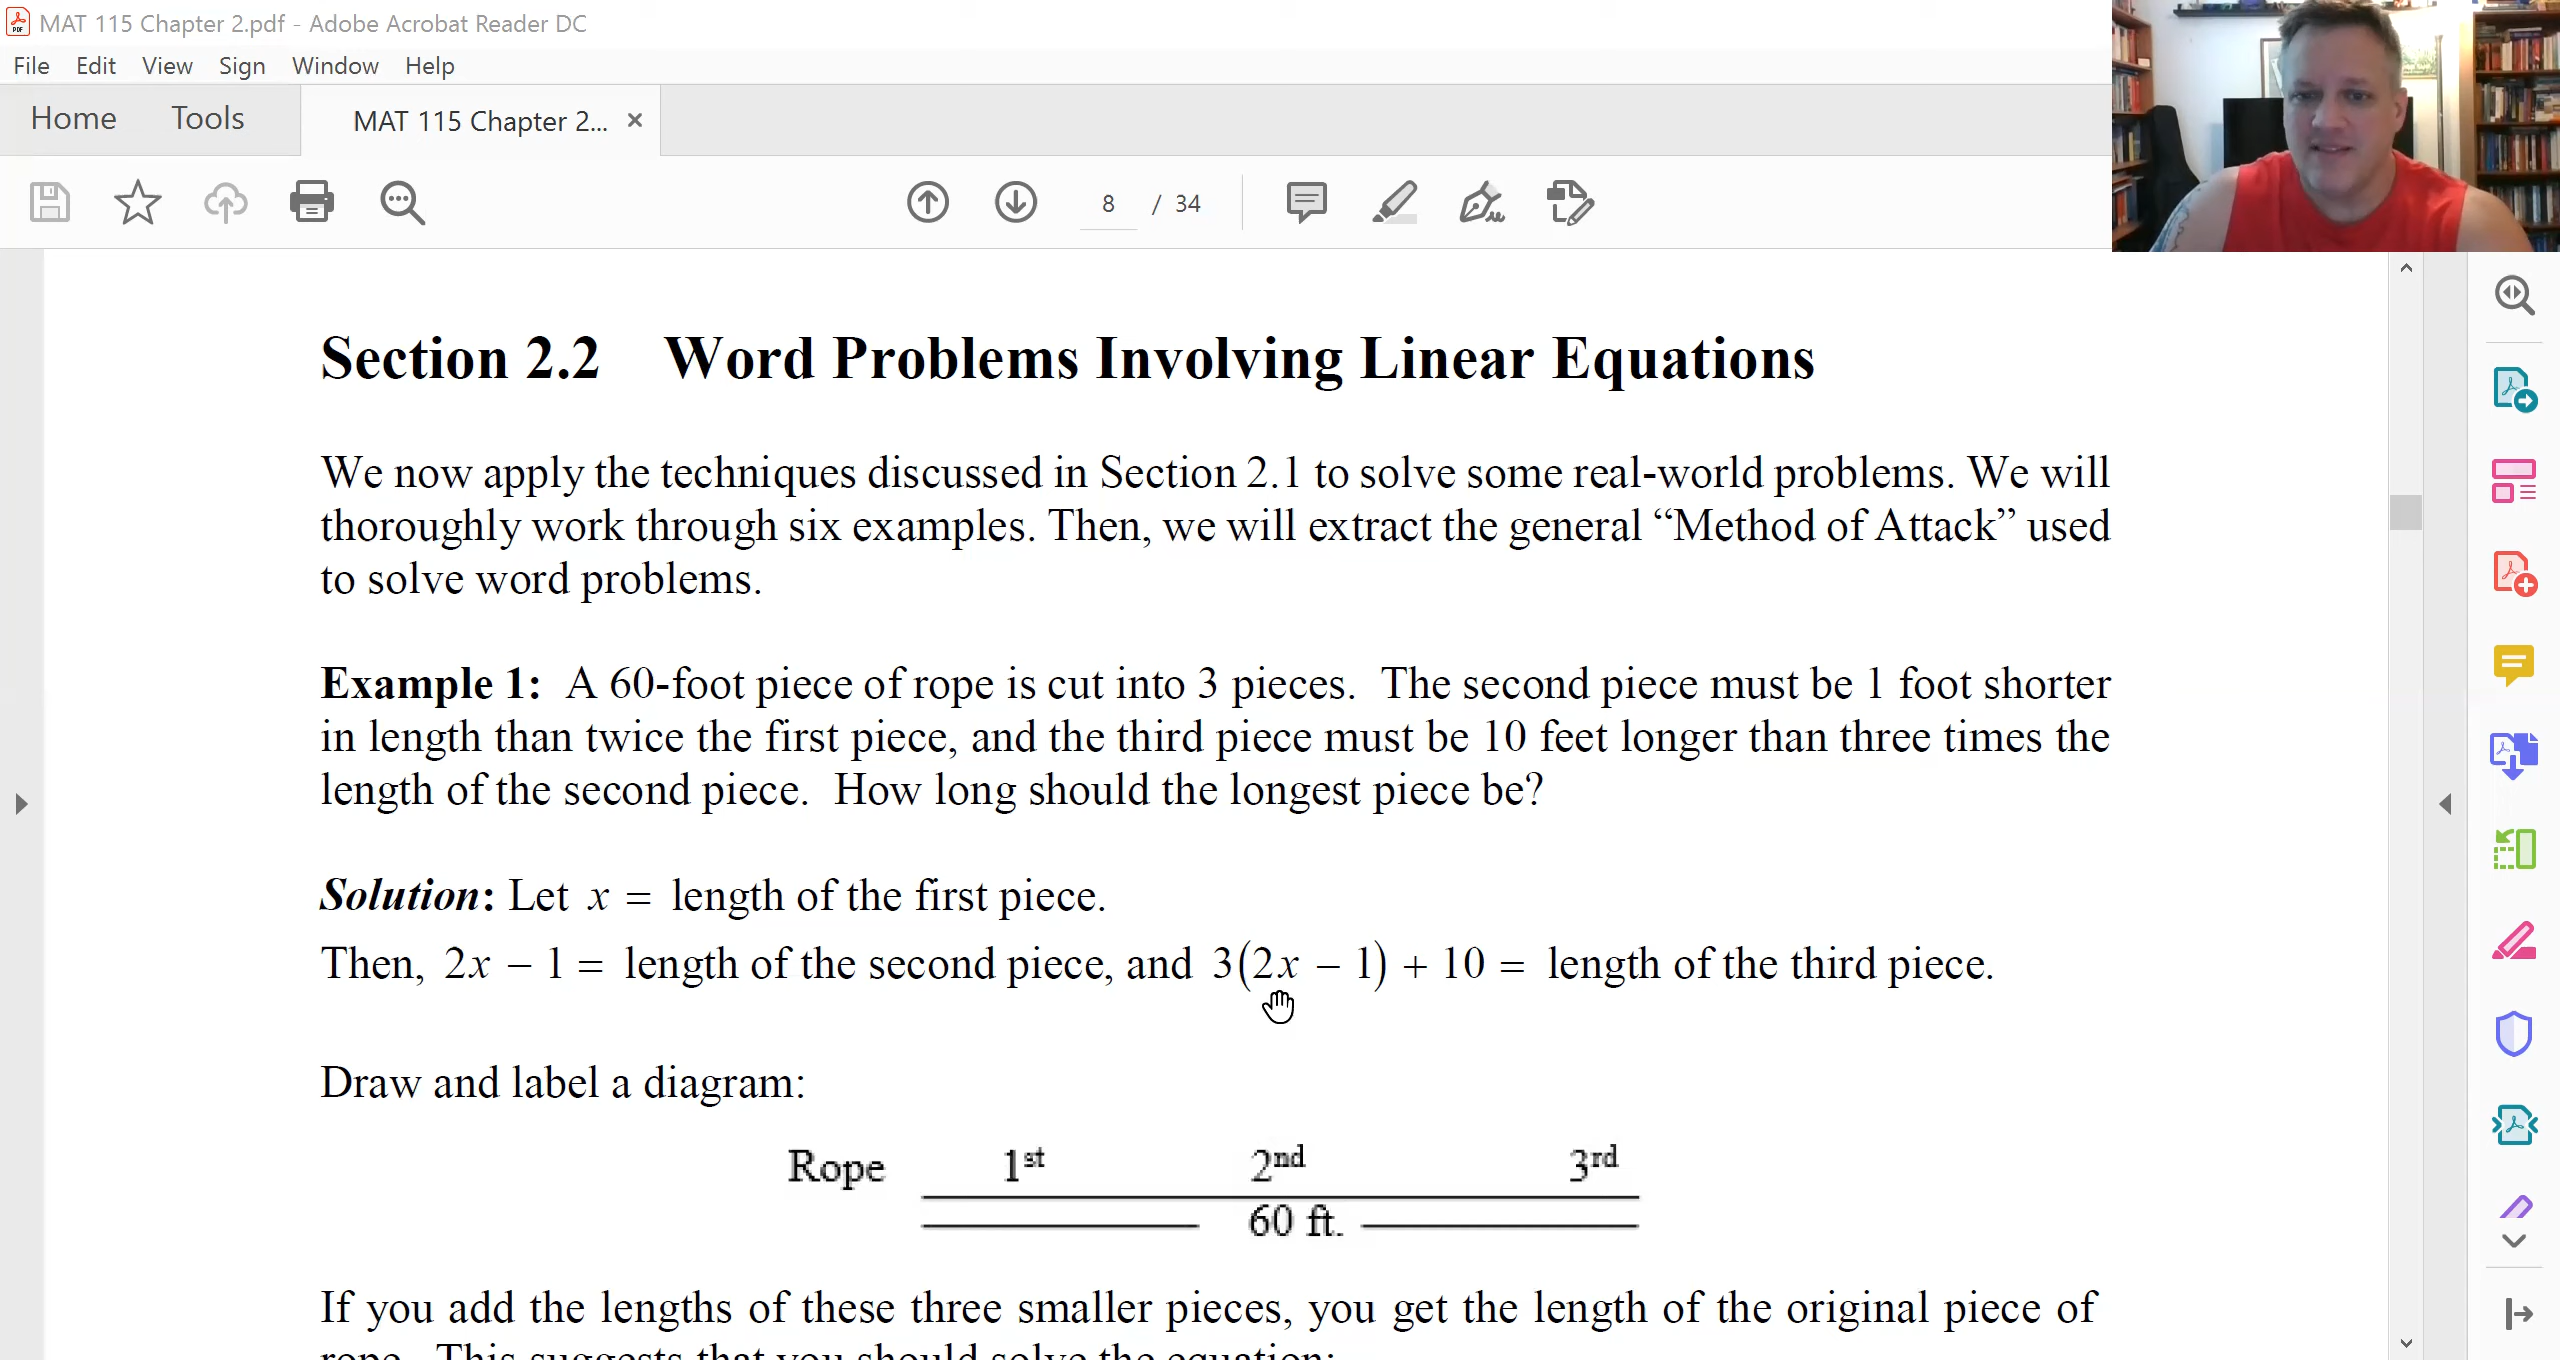 MAT 115 Chapter 2.pdf - Adobe Acrobat Reader DC
File Edit View Sign Window Help
Home Tools MAT 115 Chapter 2... ×
8 / 34
Section 2.2 Word Problems Involving Linear Equations
We now apply the techniques discussed in Section 2.1 to solve some real-world problems. We will
thoroughly work through six examples. Then, we will extract the general “Method of Attack” used
to solve word problems.
Example 1: A 60-foot piece of rope is cut into 3 pieces. The second piece must be 1 foot shorter
in length than twice the first piece, and the third piece must be 10 feet longer than three times the
length of the second piece. How long should the longest piece be?
Solution: Let x = length of the first piece.
Then, 2x − 1 = length of the second piece, and 3(2x − 1) + 10 = length of the third piece.
Draw and label a diagram:
Rope 1st 2nd 3rd
60 ft.
If you add the lengths of these three smaller pieces, you get the length of the original piece of
rope. This suggests that you should solve the equation: